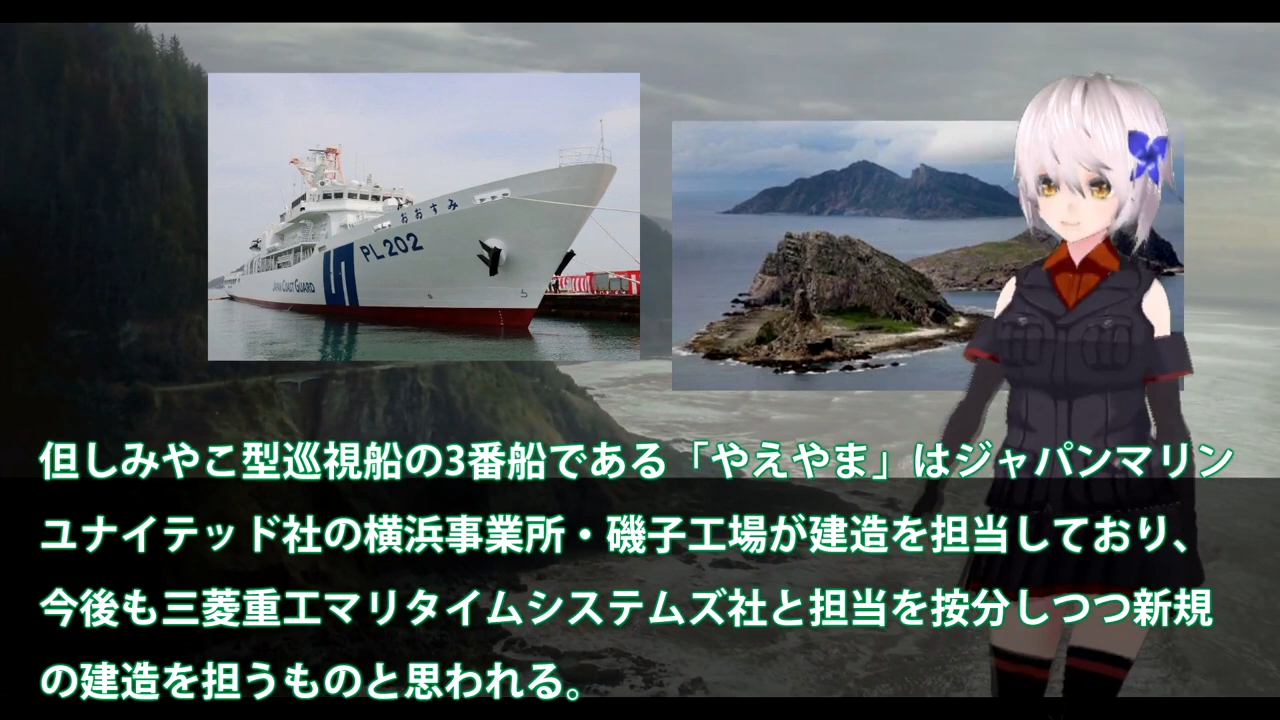 おおすみ
PL202
JAPAN COAST GUARD
但しみやこ型巡視船の3番船である「やえやま」はジャパンマリン
ユナイテッド社の横浜事業所・磯子工場が建造を担当しており、
今後も三菱重工マリタイムシステムズ社と担当を按分しつつ新規
の建造を担うものと思われる。